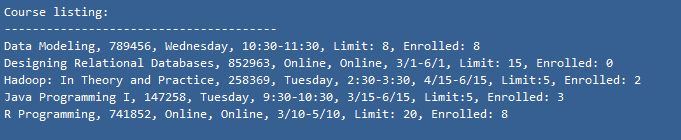 Course listing:
---------------------------------------
Data Modeling, 789456, Wednesday, 10:30-11:30, Limit: 8, Enrolled: 8
Designing Relational Databases, 852963, Online, Online, 3/1-6/1, Limit: 15, Enrolled: 0
Hadoop: In Theory and Practice, 258369, Tuesday, 2:30-3:30, 4/15-6/15, Limit:5, Enrolled: 2
Java Programming I, 147258, Tuesday, 9:30-10:30, 3/15-6/15, Limit:5, Enrolled: 3
R Programming, 741852, Online, Online, 3/10-5/10, Limit: 20, Enrolled: 8